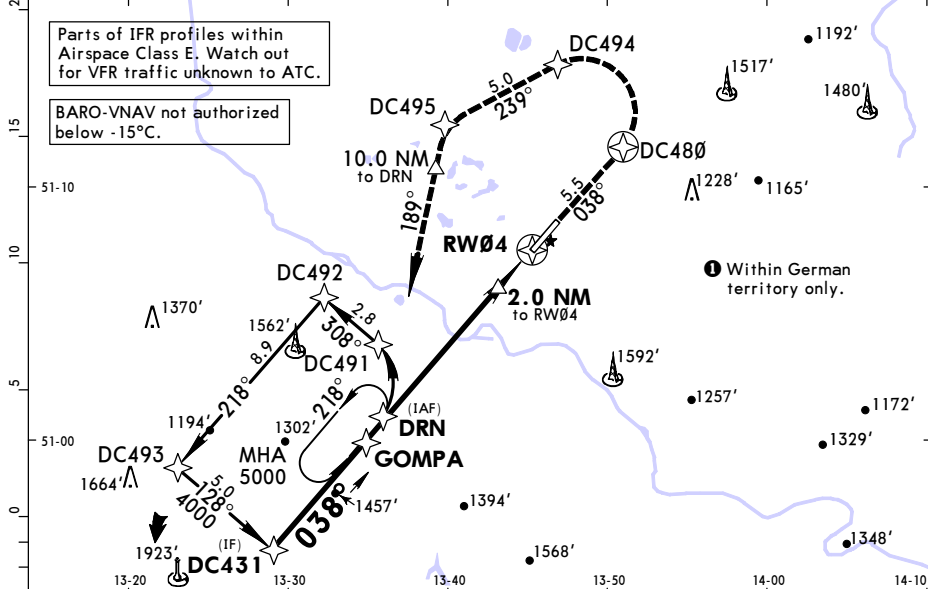 Parts of IFR profiles within
Airspace Class E. Watch out
for VFR traffic unknown to ATC.
BARO-VNAV not authorized
below -15°C.
DC494
5.0
239°
DC495
10.0 NM
to DRN
189°
DC48Ø
5.5
038°
RWØ4
2.0 NM
to RWØ4
1192'
1517'
1480'
1228'
1165'
1 Within German
territory only.
DC492
1370'
1562'
2.8
308°
DC491
8.9
218°
1194'
218°
1302'
MHA
5000
(IAF)
DRN
GOMPA
DC493
1664'
5.0
128°
4000
038°
1457'
(IF)
DC431
1923'
1592'
1257'
1172'
1329'
1394'
1568'
1348'
15
51-10
10
5
51-00
0
13-20
13-30
13-40
13-50
14-00
14-10